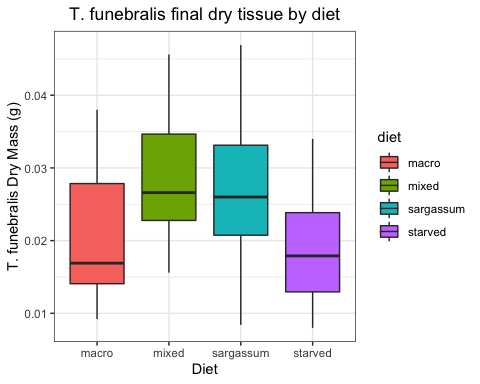 T. funebralis final dry tissue by diet
T. funebralis Dry Mass (g)
0.04
0.03
0.02
0.01
macro
mixed
sargassum
starved
Diet
diet
macro
mixed
sargassum
starved